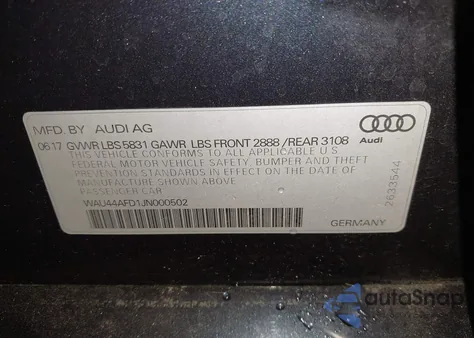 MFD. BY AUDI AG
06.17 GVWR LBS 5831 GAWR LBS FRONT 2888 /REAR 3108
THIS VEHICLE CONFORMS TO ALL APPLICABLE U.S.
FEDERAL MOTOR VEHICLE SAFETY, BUMPER AND THEFT
PREVENTION STANDARDS IN EFFECT ON THE DATE OF
MANUFACTURE SHOWN ABOVE
PASSENGER CAR
WAU44AFD1JN000502
Audi
2633544
GERMANY
autoSnap